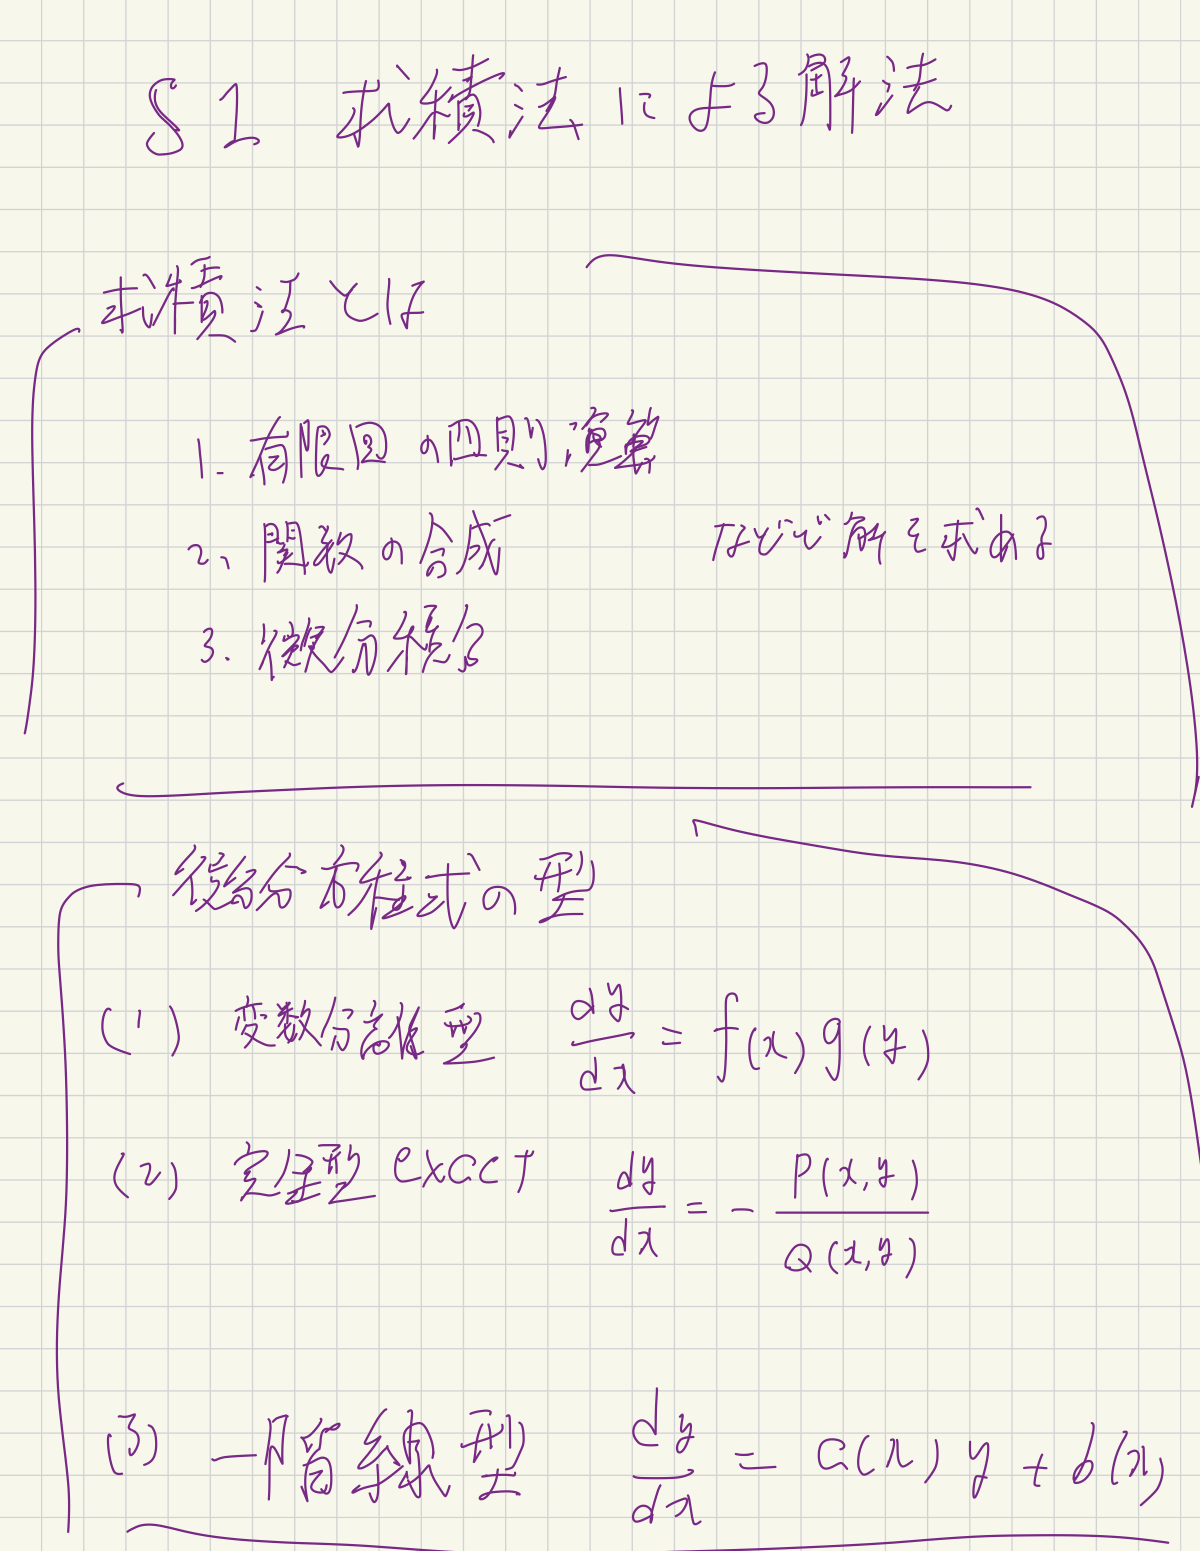 §1 求積法による解法
求積法とは
1. 有限回の四則演算
2. 関数の合成 などで解を求める
3. 微分積分
微分方程式の型
(1) 変数分離型 dy/dx = f(x)g(y)
(2) 完全型 exact dy/dx = - P(x,y)/Q(x,y)
(3) 一階線型 dy/dx = a(x)y + b(x)